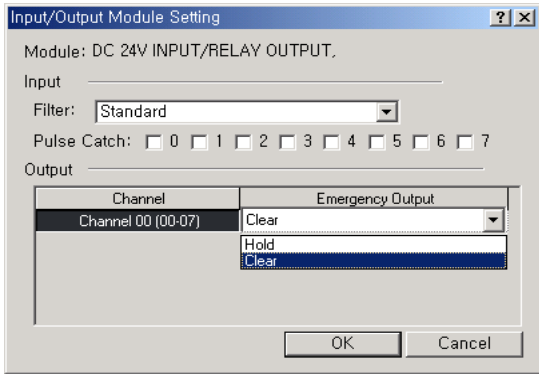 Input/Output Module Setting
Module: DC 24V INPUT/RELAY OUTPUT,
Input
Filter: Standard
Pulse Catch: 0 1 2 3 4 5 6 7
Output
Channel Emergency Output
Channel 00 (00-07) Clear
Hold
Clear
OK Cancel